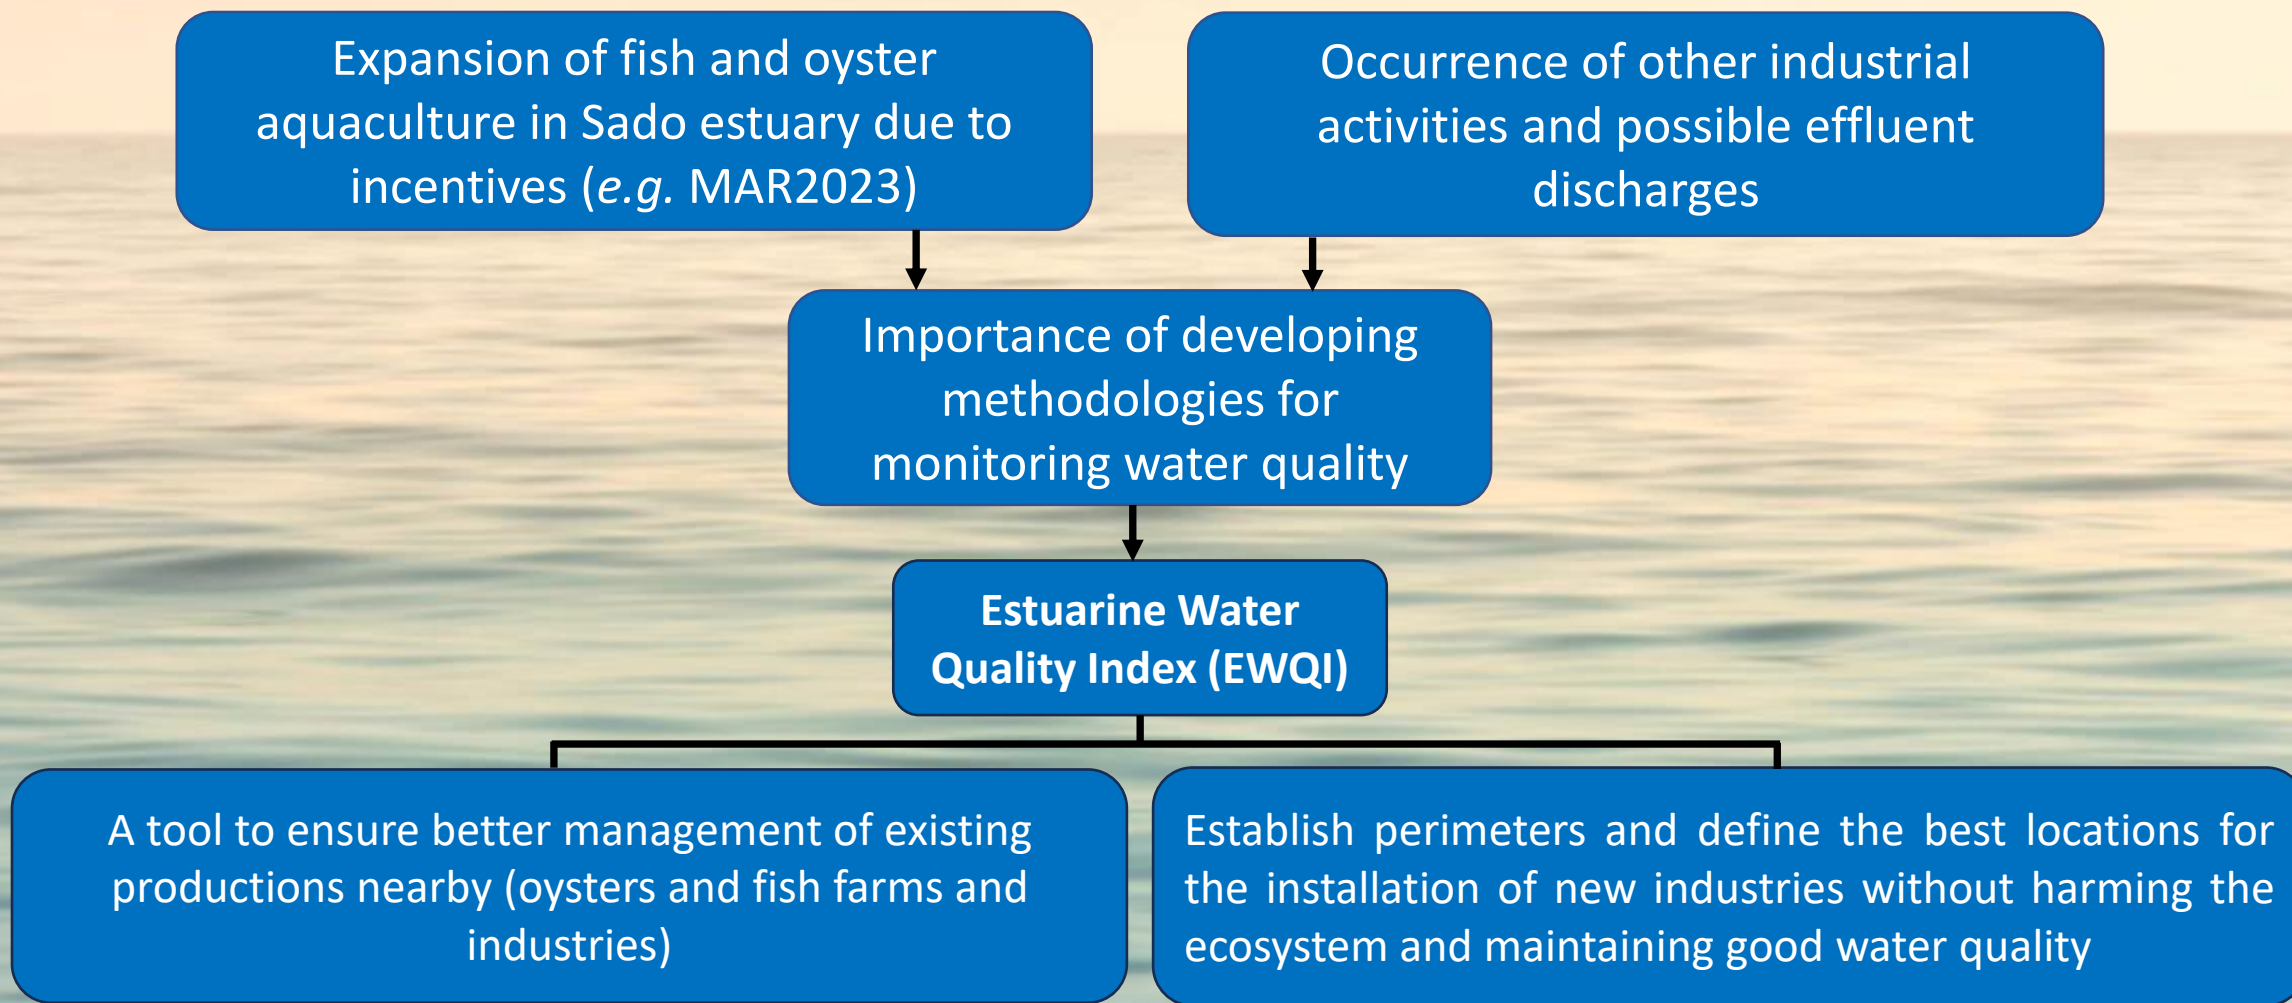 Expansion of fish and oyster
aquaculture in Sado estuary due to
incentives (e.g. MAR2023)
Occurrence of other industrial
activities and possible effluent
discharges
Importance of developing
methodologies for
monitoring water quality
Estuarine Water
Quality Index (EWQI)
A tool to ensure better management of existing
productions nearby (oysters and fish farms and
industries)
Establish perimeters and define the best locations for
the installation of new industries without harming the
ecosystem and maintaining good water quality